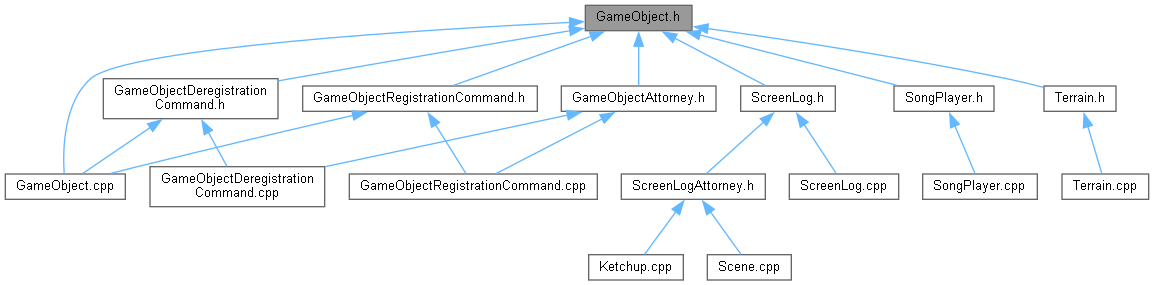 GameObject.h
GameObjectDeregistration
Command.h
GameObjectRegistrationCommand.h
GameObjectAttorney.h
ScreenLog.h
SongPlayer.h
Terrain.h
GameObject.cpp
GameObjectDeregistration
Command.cpp
GameObjectRegistrationCommand.cpp
ScreenLogAttorney.h
ScreenLog.cpp
SongPlayer.cpp
Terrain.cpp
Ketchup.cpp
Scene.cpp